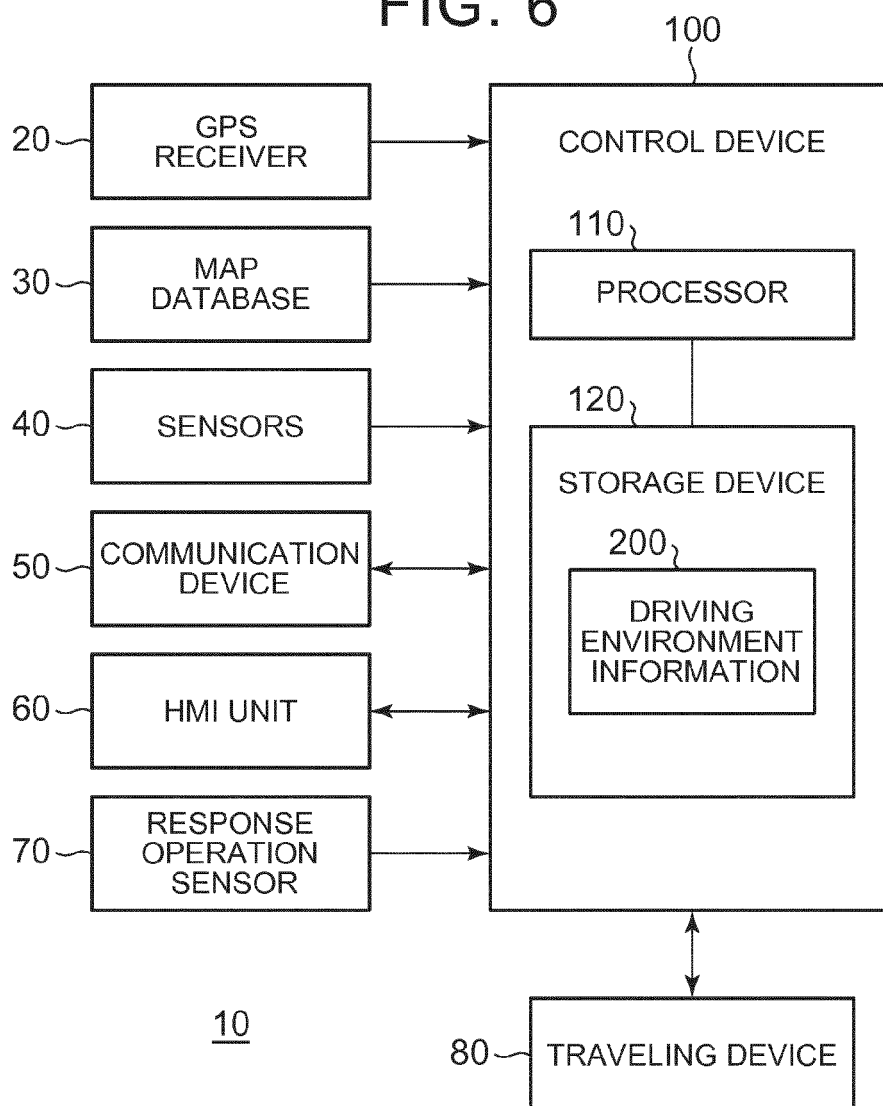 FIG. 6
100
20
GPS
RECEIVER
CONTROL DEVICE
30
MAP
DATABASE
110
PROCESSOR
40
SENSORS
120
STORAGE DEVICE
50
COMMUNICATION
DEVICE
200
DRIVING
ENVIRONMENT
INFORMATION
60
HMI UNIT
70
RESPONSE
OPERATION
SENSOR
10
80
TRAVELING DEVICE